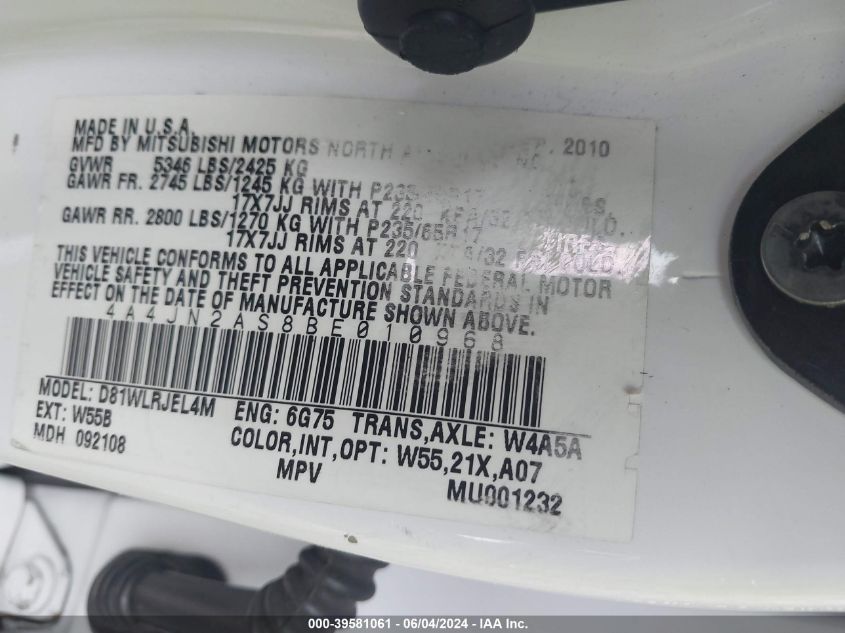 MADE IN U.S.A.
MFD BY MITSUBISHI MOTORS NORTH 2010
GVWR 5346 LBS/2425 KG
GAWR FR. 2745 LBS/1245 KG WITH
17X7JJ RIMS AT 220
GAWR RR. 2800 LBS/1270 KG WITH P235/65R17
17X7JJ RIMS AT 220
THIS VEHICLE CONFORMS TO ALL APPLICABLE FEDERAL MOTOR
VEHICLE SAFETY AND THEFT PREVENTION STANDARDS IN
EFFECT ON THE DATE OF MANUFACTURE SHOWN ABOVE.
4A4JN2AS8BE010968
MODEL: D81WLRJEL4M ENG: 6G75 TRANS,AXLE: W4A5A
EXT: W55B COLOR,INT,OPT: W55,21X,A07
MDH 092108 MPV MU001232
000-39581061 - 06/04/2024 - IAA Inc.